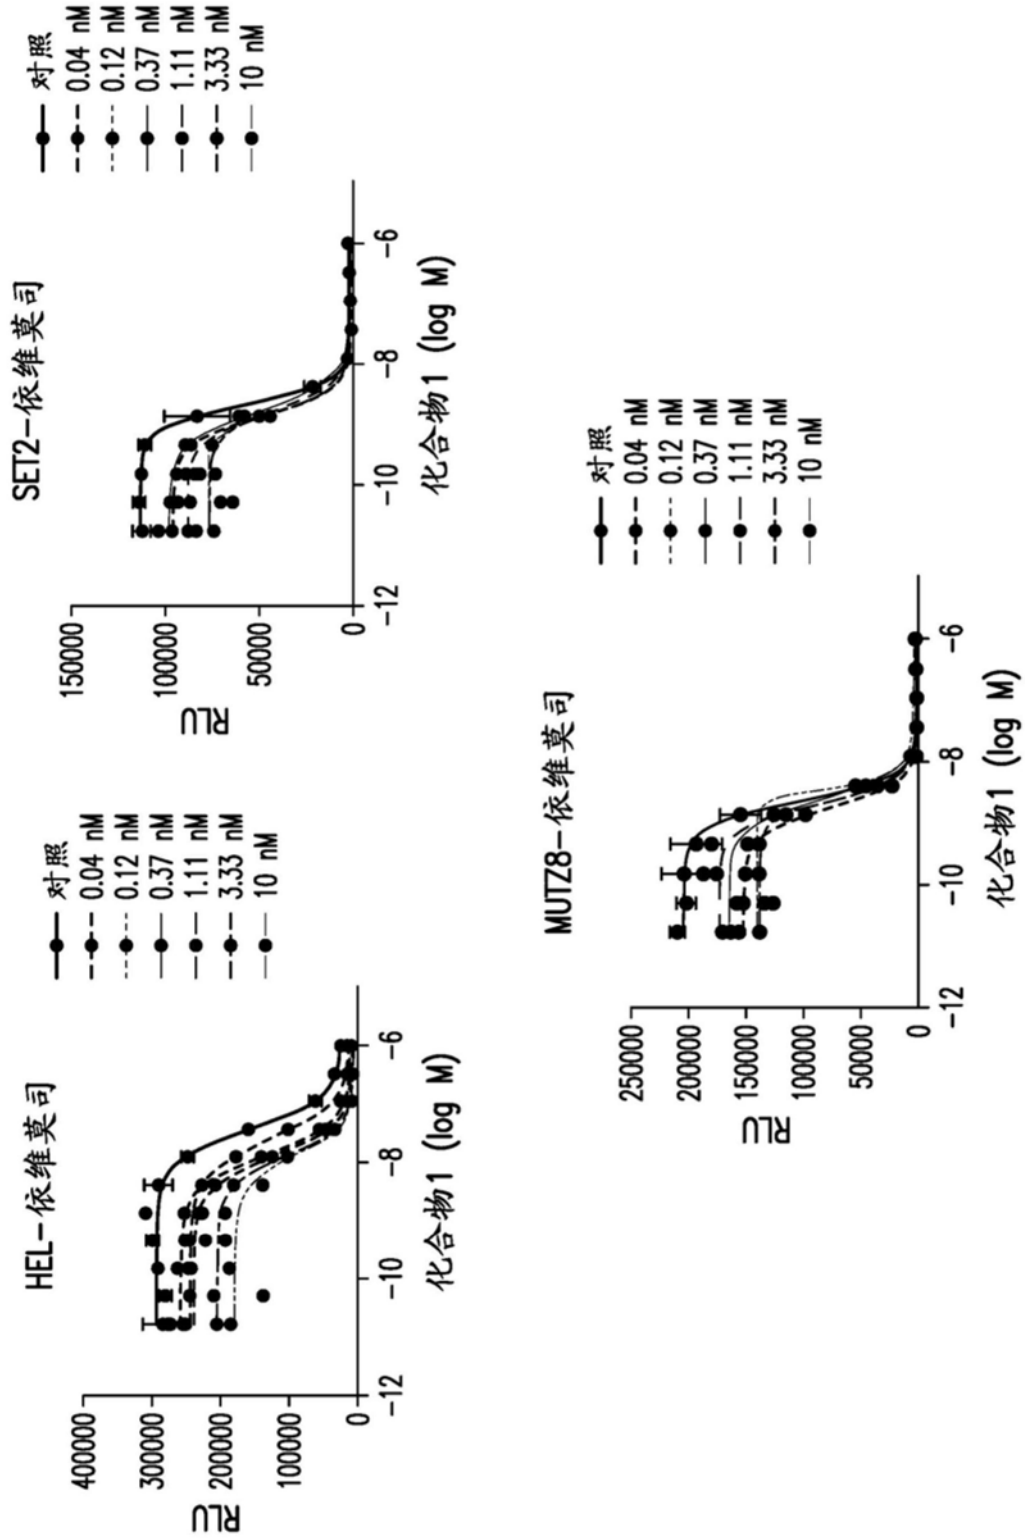 HEL-依维莫司
RLU
400000
300000
200000
100000
0
-12
-10
-8
-6
化合物1 (log M)
对照
0.04 nM
0.12 nM
0.37 nM
1.11 nM
3.33 nM
10 nM
SET2-依维莫司
RLU
150000
100000
50000
0
-12
-10
-8
-6
化合物1 (log M)
对照
0.04 nM
0.12 nM
0.37 nM
1.11 nM
3.33 nM
10 nM
MUTZ8-依维莫司
RLU
250000
200000
150000
100000
50000
0
-12
-10
-8
-6
化合物1 (log M)
对照
0.04 nM
0.12 nM
0.37 nM
1.11 nM
3.33 nM
10 nM